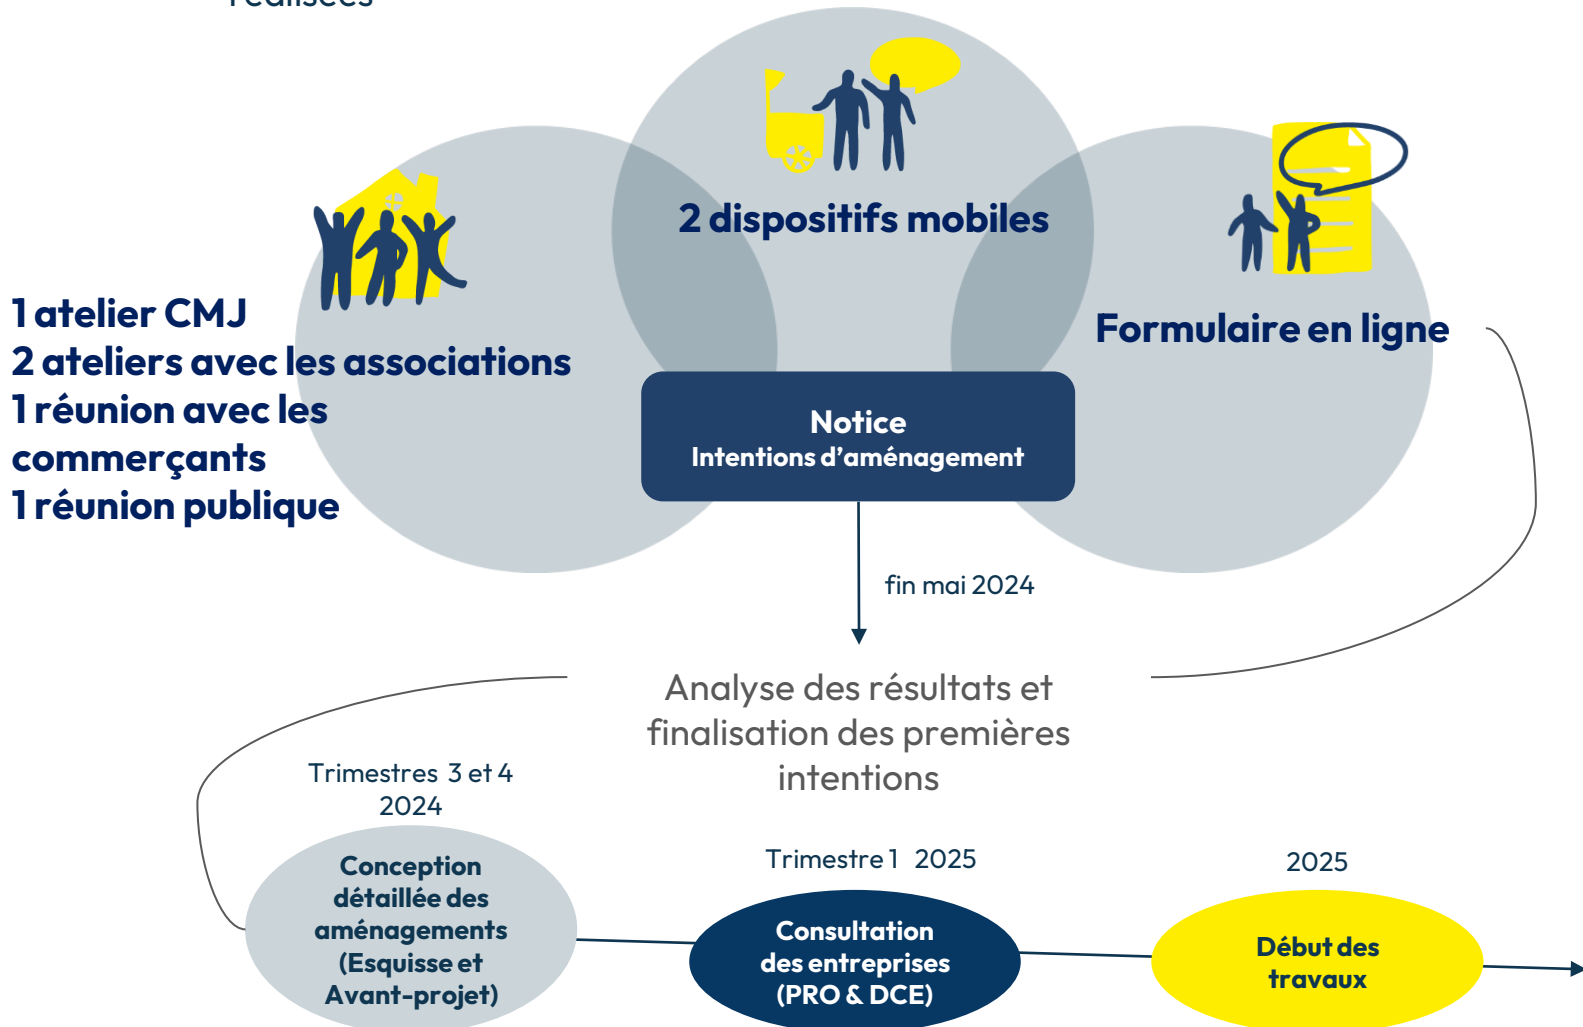 réalisées
2 dispositifs mobiles
1 atelier CMJ
2 ateliers avec les associations
1 réunion avec les
commerçants
1 réunion publique
Formulaire en ligne
Notice
Intentions d'aménagement
fin mai 2024
Analyse des résultats et
finalisation des premières
intentions
Trimestres 3 et 4
2024
Conception
détaillée des
aménagements
(Esquisse et
Avant-projet)
Trimestre 1 2025
Consultation
des entreprises
(PRO & DCE)
2025
Début des
travaux